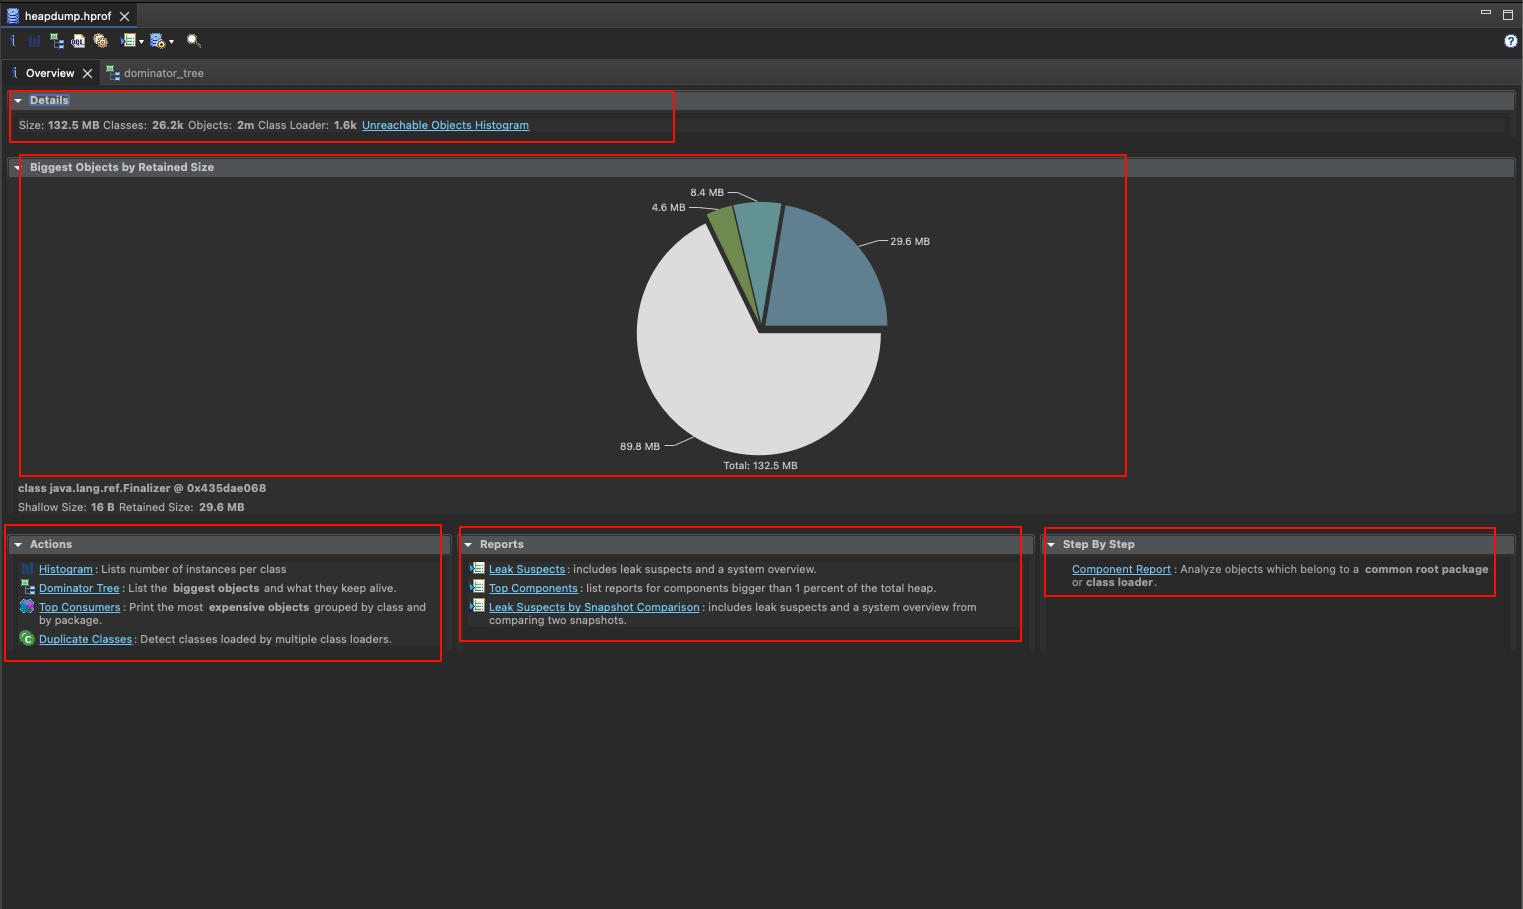 heapdump.hprof
i
OQL
?
i Overview
dominator_tree
Details
Size: 132.5 MB Classes: 26.2k Objects: 2m Class Loader: 1.6k Unreachable Objects Histogram
Biggest Objects by Retained Size
8.4 MB
4.6 MB
29.6 MB
89.8 MB
Total: 132.5 MB
class java.lang.ref.Finalizer @ 0x435dae068
Shallow Size: 16 B Retained Size: 29.6 MB
Actions
Histogram: Lists number of instances per class
Dominator Tree: List the biggest objects and what they keep alive.
Top Consumers: Print the most expensive objects grouped by class and
by package.
C
Duplicate Classes: Detect classes loaded by multiple class loaders.
Reports
Leak Suspects: includes leak suspects and a system overview.
Top Components: list reports for components bigger than 1 percent of the total heap.
Leak Suspects by Snapshot Comparison: includes leak suspects and a system overview from
comparing two snapshots.
Step By Step
Component Report: Analyze objects which belong to a common root package
or class loader.